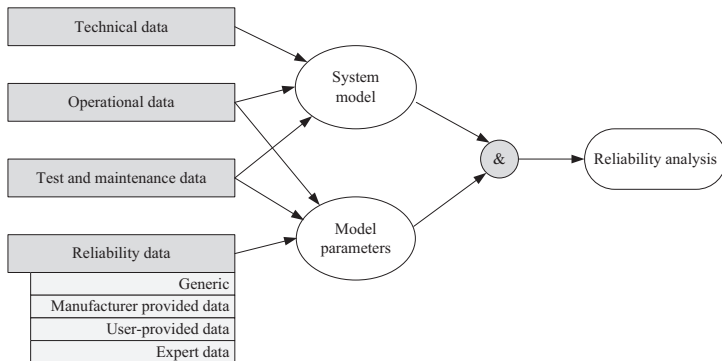 Technical data
Operational data
Test and maintenance data
Reliability data
Generic
Manufacturer provided data
User-provided data
Expert data
System
model
Model
parameters
&
Reliability analysis